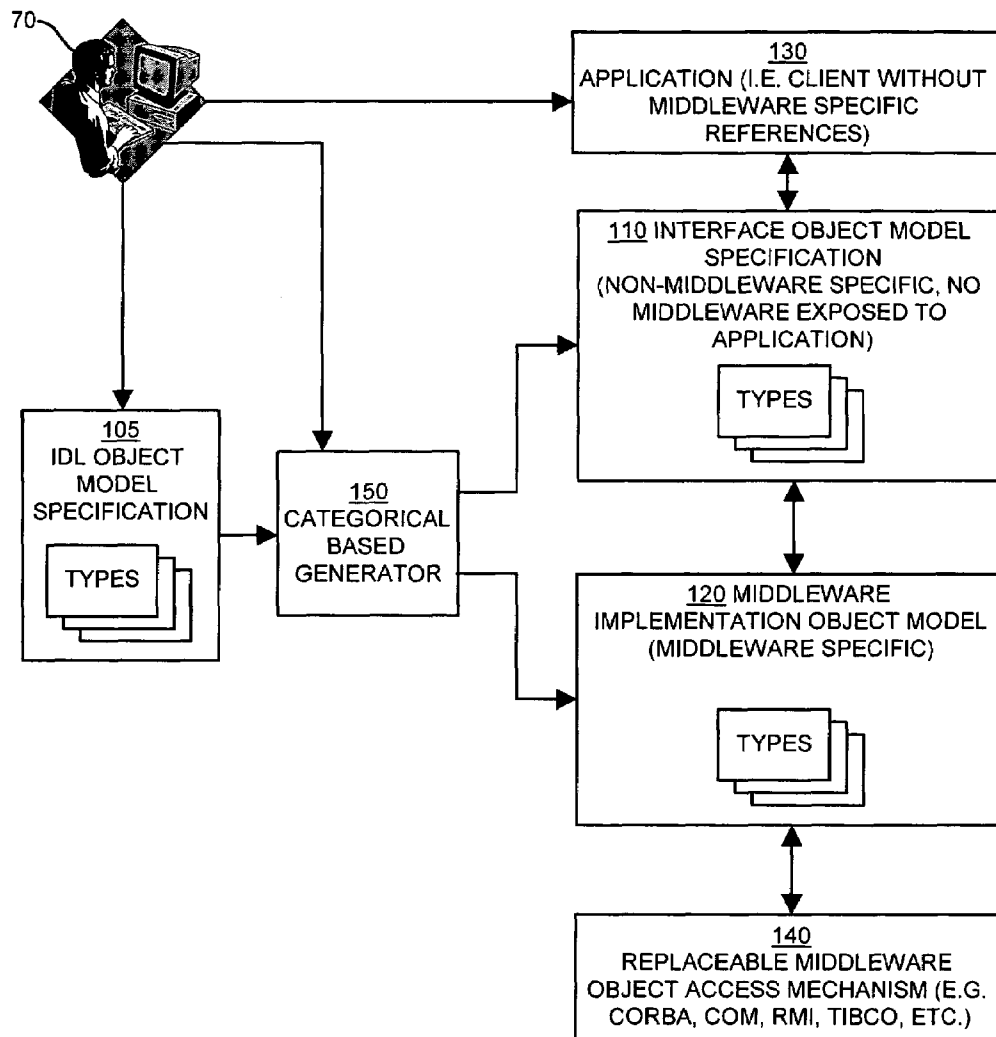 70
130
APPLICATION (I.E. CLIENT WITHOUT
MIDDLEWARE SPECIFIC
REFERENCES)
110 INTERFACE OBJECT MODEL
SPECIFICATION
(NON-MIDDLEWARE SPECIFIC, NO
MIDDLEWARE EXPOSED TO
APPLICATION)
TYPES
105
IDL OBJECT
MODEL
SPECIFICATION
TYPES
150
CATEGORICAL
BASED
GENERATOR
120 MIDDLEWARE
IMPLEMENTATION OBJECT MODEL
(MIDDLEWARE SPECIFIC)
TYPES
140
REPLACEABLE MIDDLEWARE
OBJECT ACCESS MECHANISM (E.G.
CORBA, COM, RMI, TIBCO, ETC.)